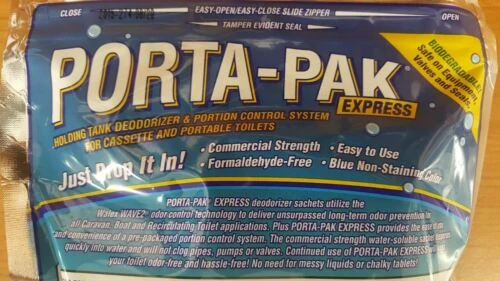 CLOSE EASY-OPEN/EASY-CLOSE SLIDE ZIPPER OPEN
TAMPER EVIDENT SEAL
PORTA-PAK
EXPRESS
BIODEGRADABLE!
Safe on Equipment,
Valves and Seals.
HOLDING TANK DEODORIZER & PORTION CONTROL SYSTEM
FOR CASSETTE AND PORTABLE TOILETS
Just Drop It In!
• Commercial Strength • Easy to Use
• Formaldehyde-Free • Blue Non-Staining Color
PORTA-PAK® EXPRESS deodorizer sachets utilize the
Walex WAVE2® odor control technology to deliver unsurpassed long-term odor prevention for
all Caravan, Boat and Recirculating Toilet applications. Plus PORTA-PAK EXPRESS provides the ease
and convenience of a pre-packaged portion control system. The commercial strength water-soluble sachet
quickly into water and will not clog pipes, pumps or valves. Continued use of PORTA-PAK EXPRESS will
your toilet odor-free and hassle-free! No need for messy liquids or chalky tablets!